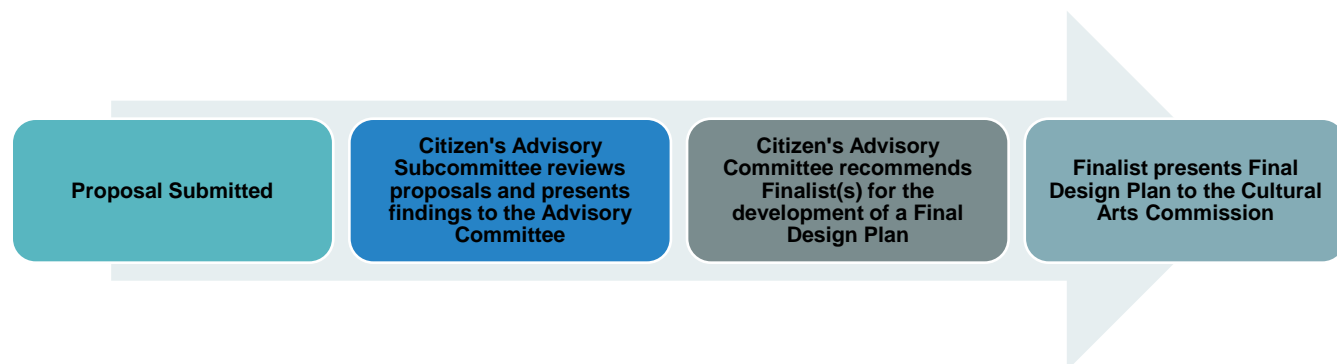 Proposal Submitted
Citizen's Advisory
Subcommittee reviews
proposals and presents
findings to the Advisory
Committee
Citizen's Advisory
Committee recommends
Finalist(s) for the
development of a Final
Design Plan
Finalist presents Final
Design Plan to the Cultural
Arts Commission